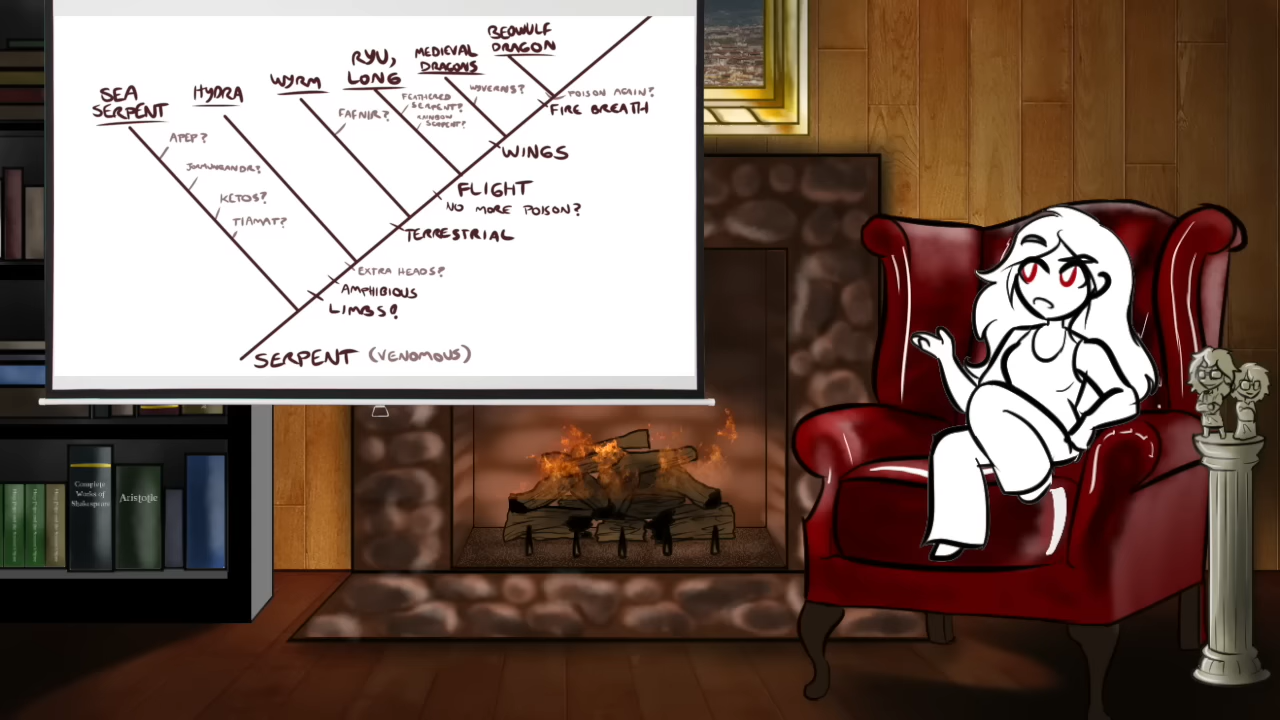 BEOWULF
DRAGON
MEDIEVAL
DRAGONS
RYU,
LONG
WYRM
HYDRA
SEA
SERPENT
WYVERNS?
POISON AGAIN?
FIRE BREATH
FEATHERED
SERPENT?
RAINBOW
SERPENT?
FAFNIR?
APEP?
JORMUNGANDR?
KETOS?
TIAMAT?
WINGS
FLIGHT
NO MORE POISON?
TERRESTRIAL
EXTRA HEADS?
AMPHIBIOUS
LIMBS?
SERPENT (VENOMOUS)
Complete
Works of
Shakespeare
Aristotle